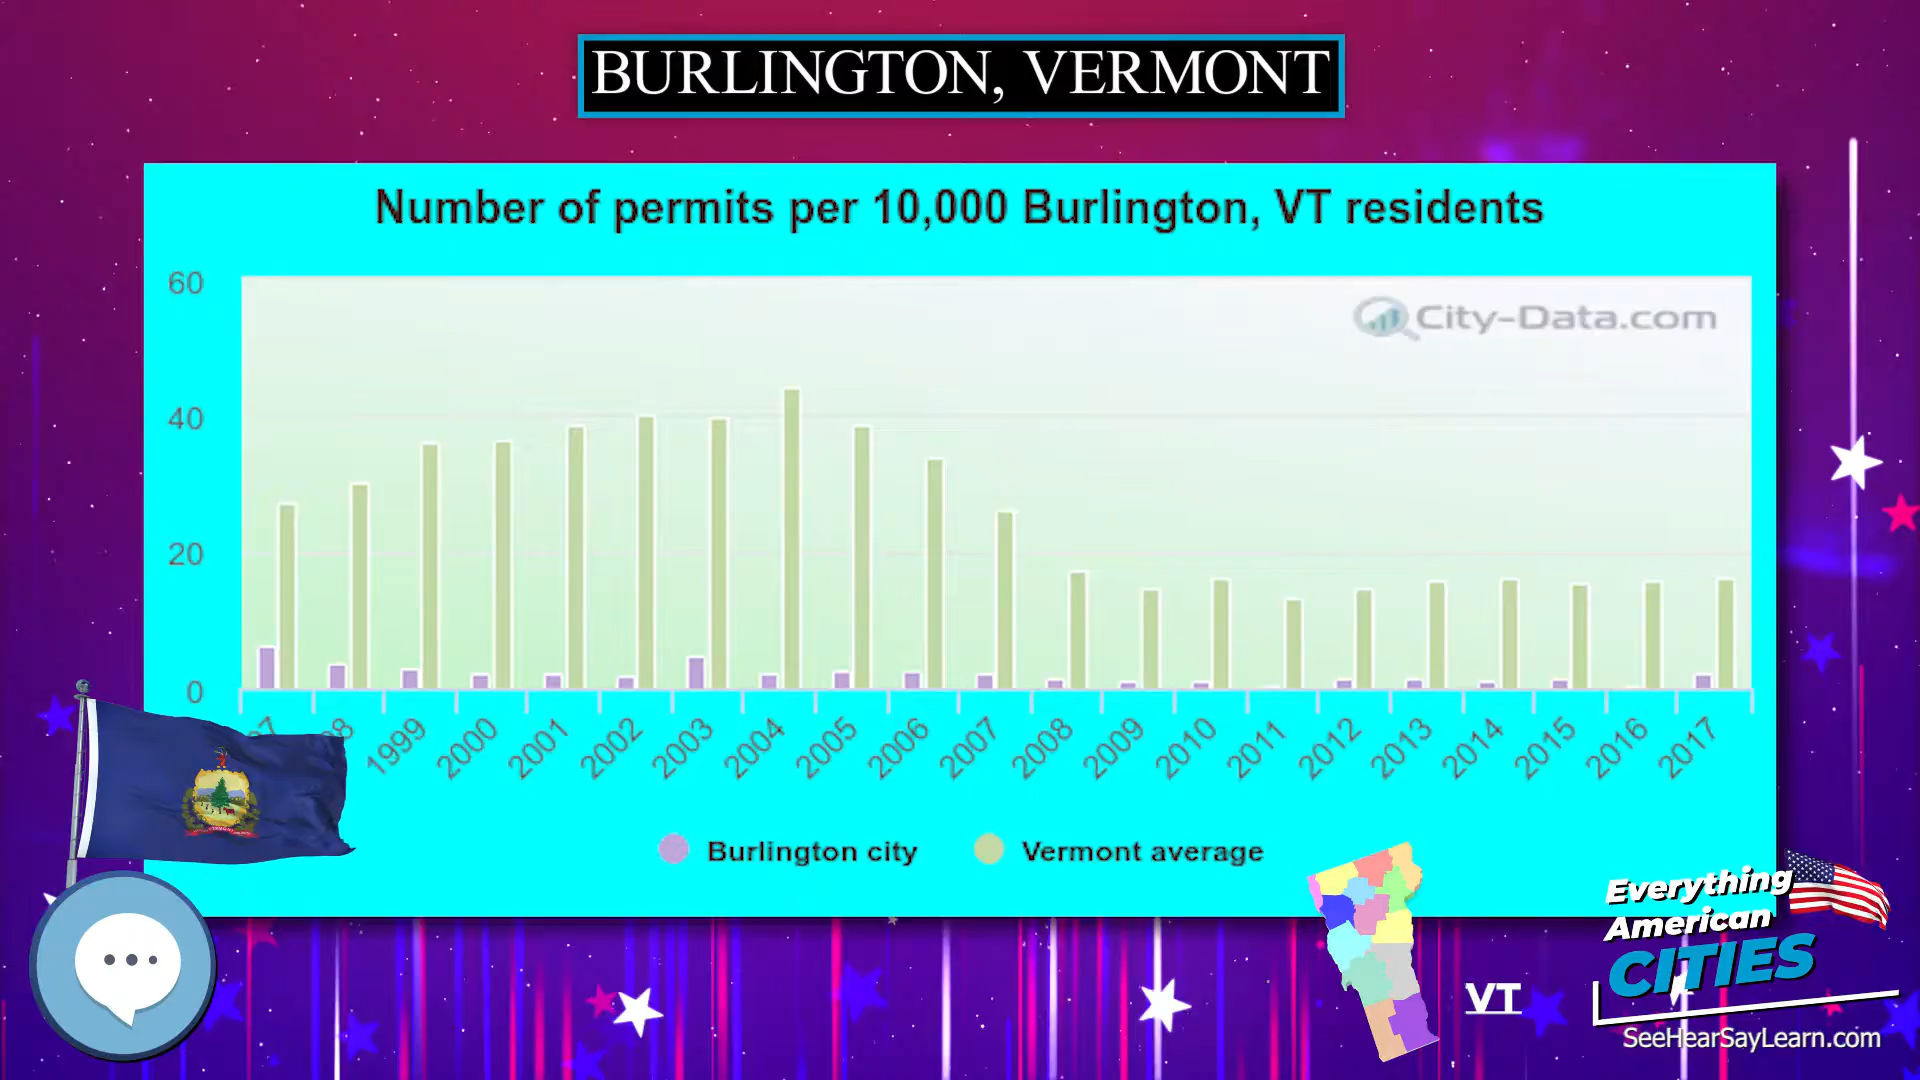 BURLINGTON, VERMONT
Number of permits per 10,000 Burlington, VT residents
City-Data.com
60
40
20
0
1999 2000 2001 2002 2003 2004 2005 2006 2007 2008 2009 2010 2011 2012 2013 2014 2015 2016 2017
Burlington city Vermont average
Everything
American
CITIES
VT
SeeHearSayLearn.com